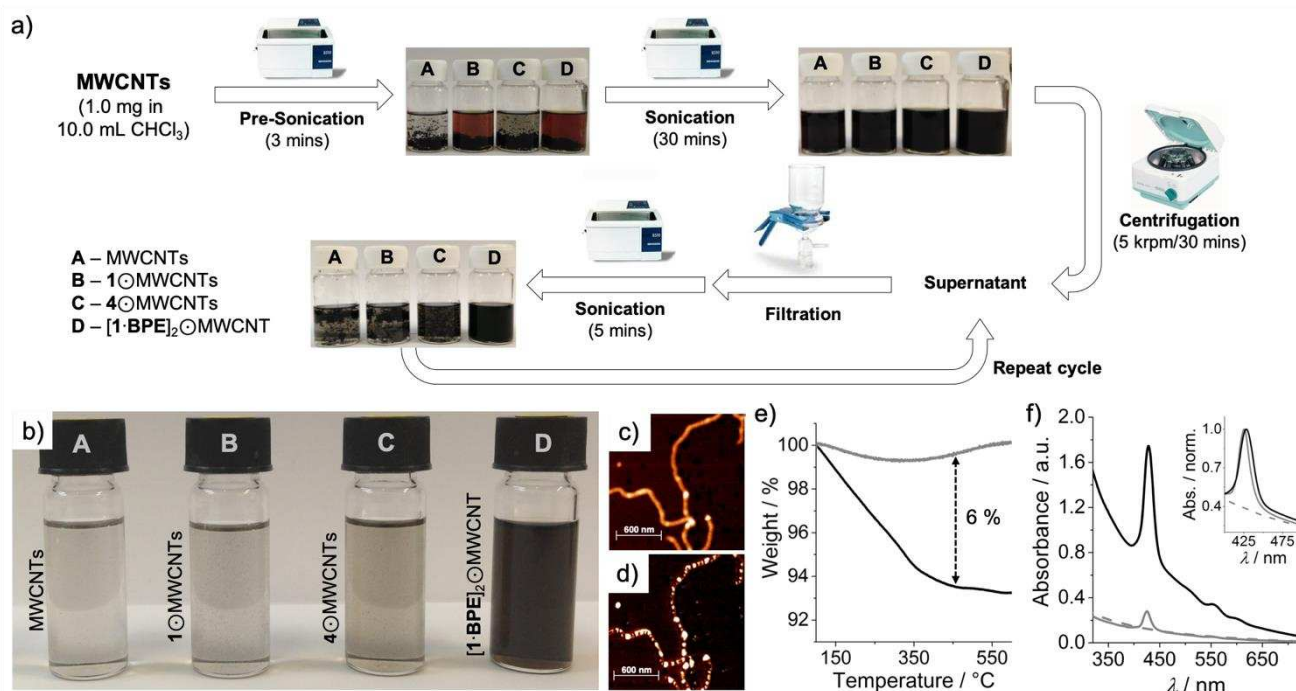 a)
MWCNTs
(1.0 mg in
10.0 mL CHCl₃)
Pre-Sonication
(3 mins)
A B C D
Sonication
(30 mins)
A B C D
Centrifugation
(5 krpm/30 mins)
Supernatant
Filtration
Sonication
(5 mins)
A B C D
Repeat cycle
A – MWCNTs
B – 1⊙MWCNTs
C – 4⊙MWCNTs
D – [1·BPE]₂⊙MWCNT
b)
A B C D
MWCNTs
1⊙MWCNTs
4⊙MWCNTs
[1·BPE]₂⊙MWCNT
c)
600 nm
d)
600 nm
e)
Weight / %
100
98
96
94
92
6 %
100 350 600
Temperature / °C
f)
Absorbance / a.u.
2.0
1.6
1.2
0.8
0.4
0.0
350 450 550 650
λ / nm
Abs. / norm.
1.0
0.7
0.4
425 475
λ / nm